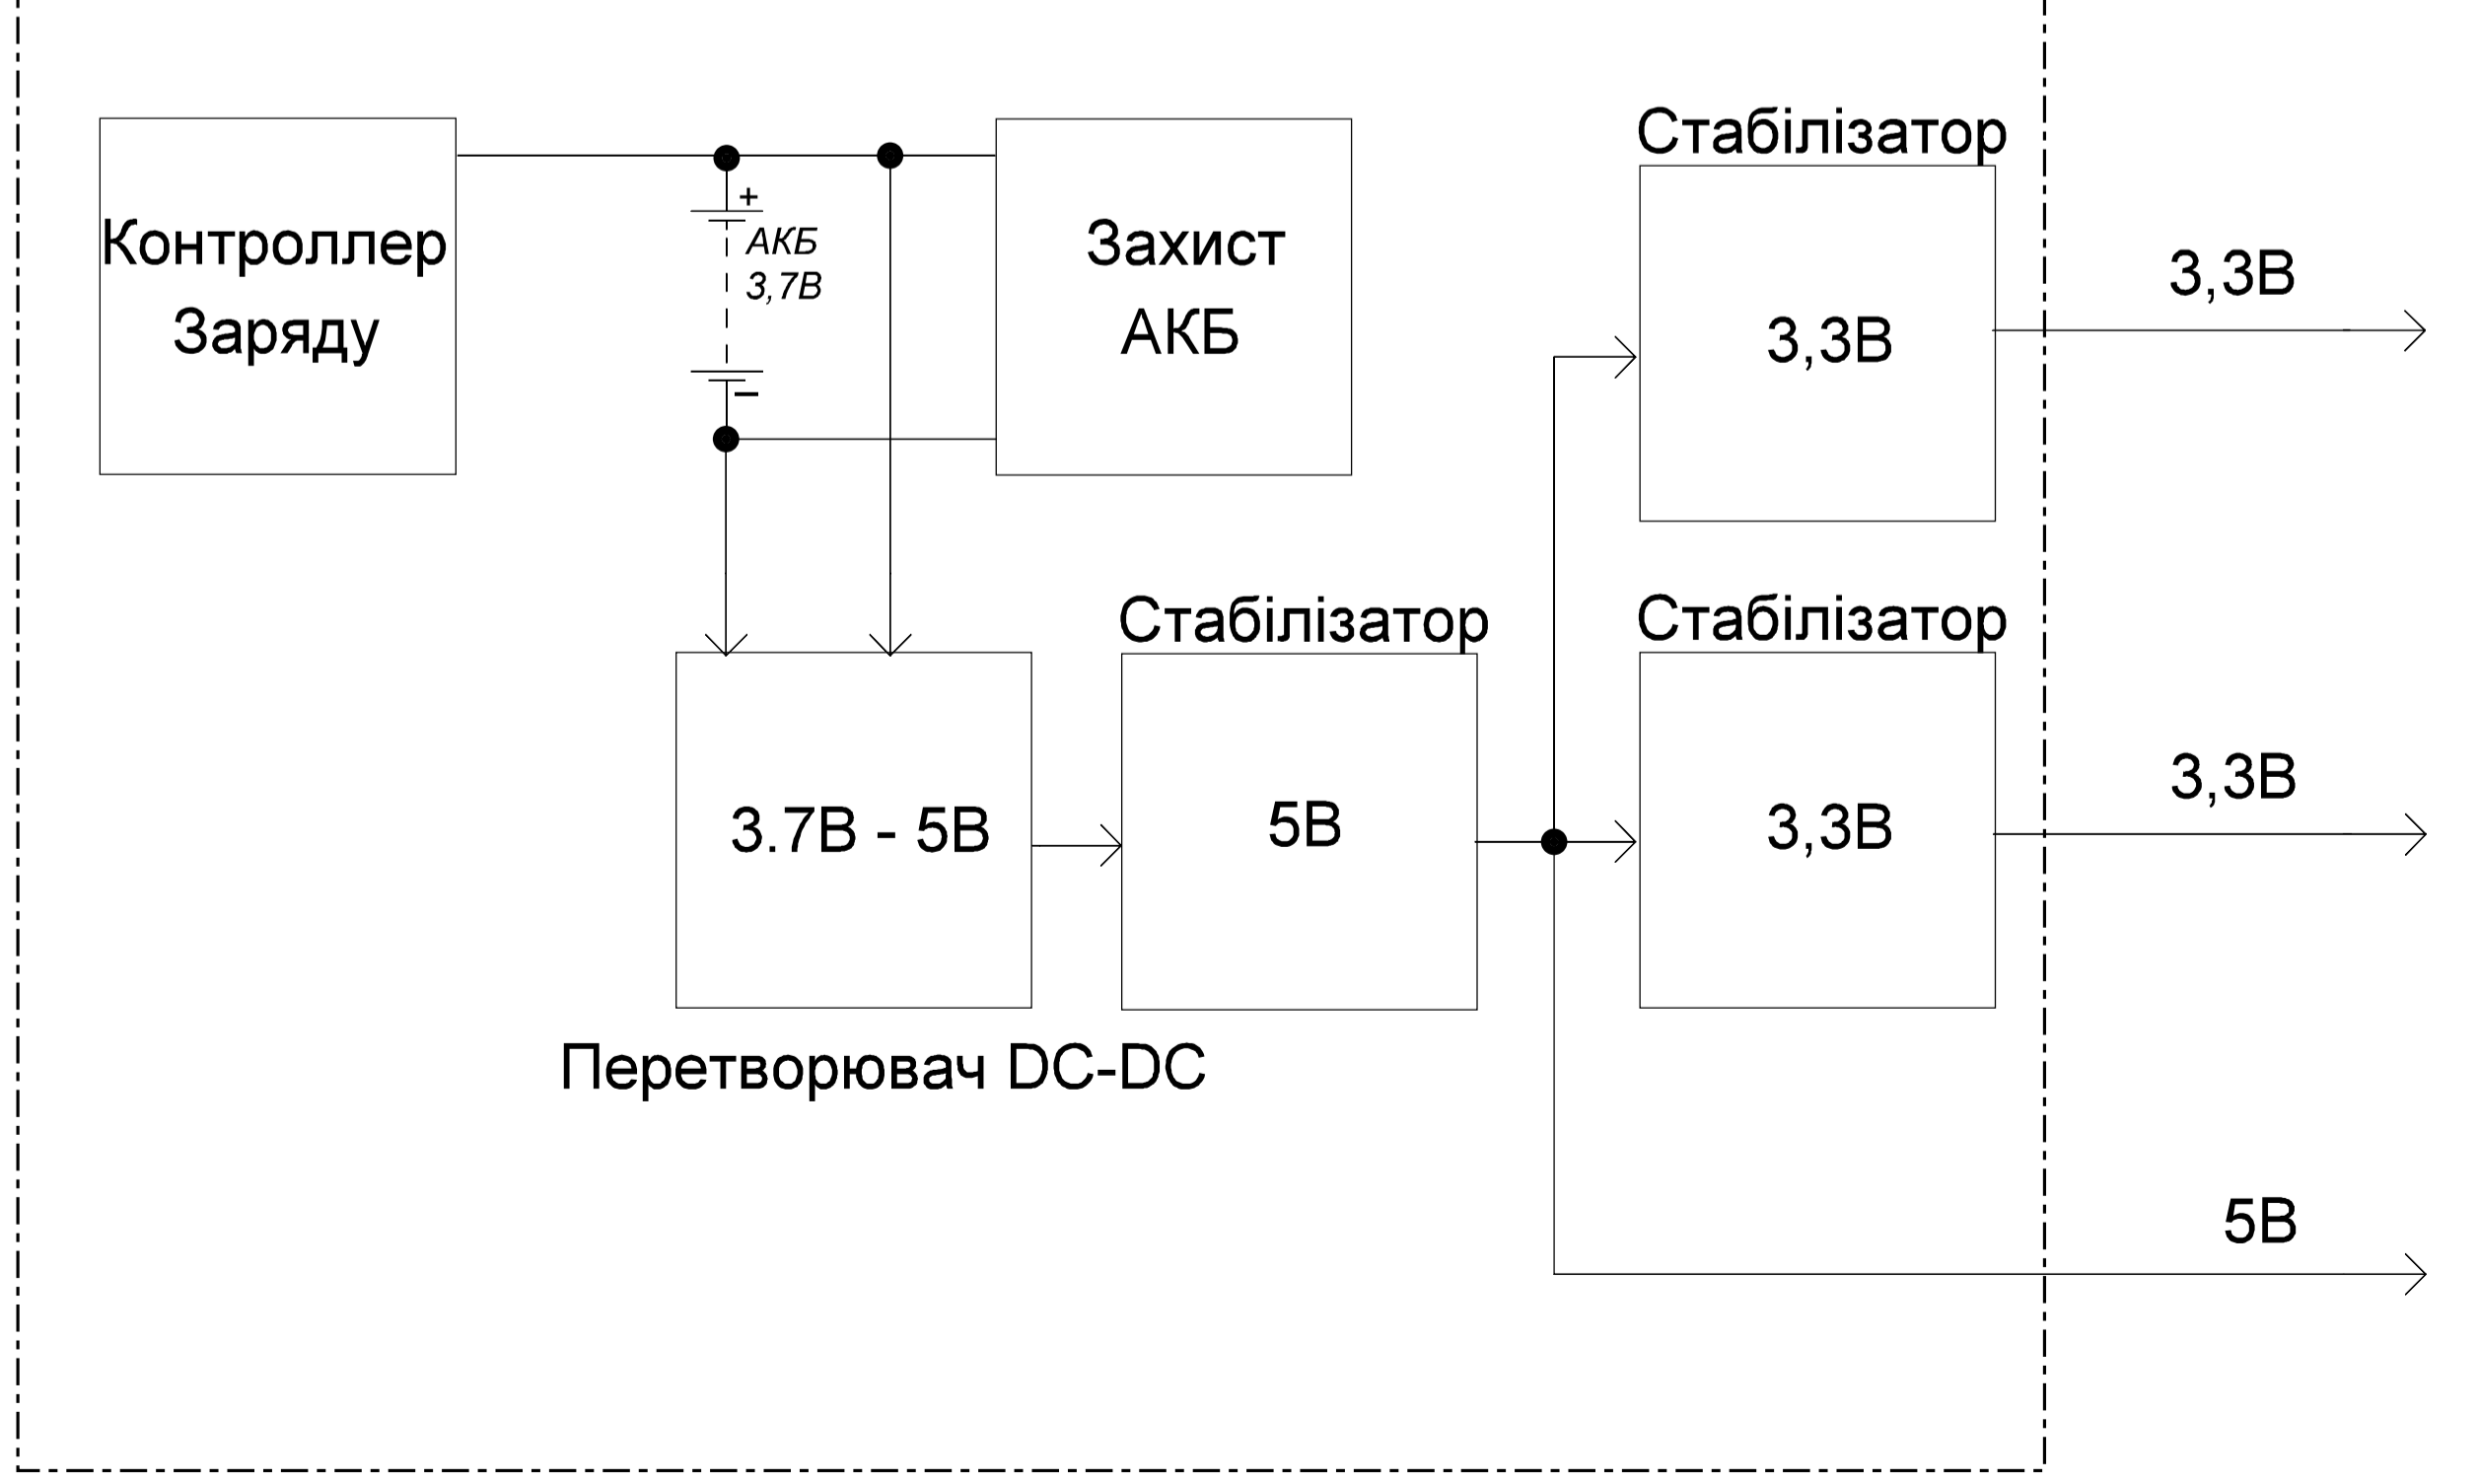 Контроллер
Заряду
+
АКБ
3,7В
−
Захист
АКБ
Стабілізатор
3,3В
3,3В
Стабілізатор
5В
Стабілізатор
3,3В
3,3В
3.7В - 5В
Перетворювач DC-DC
5В